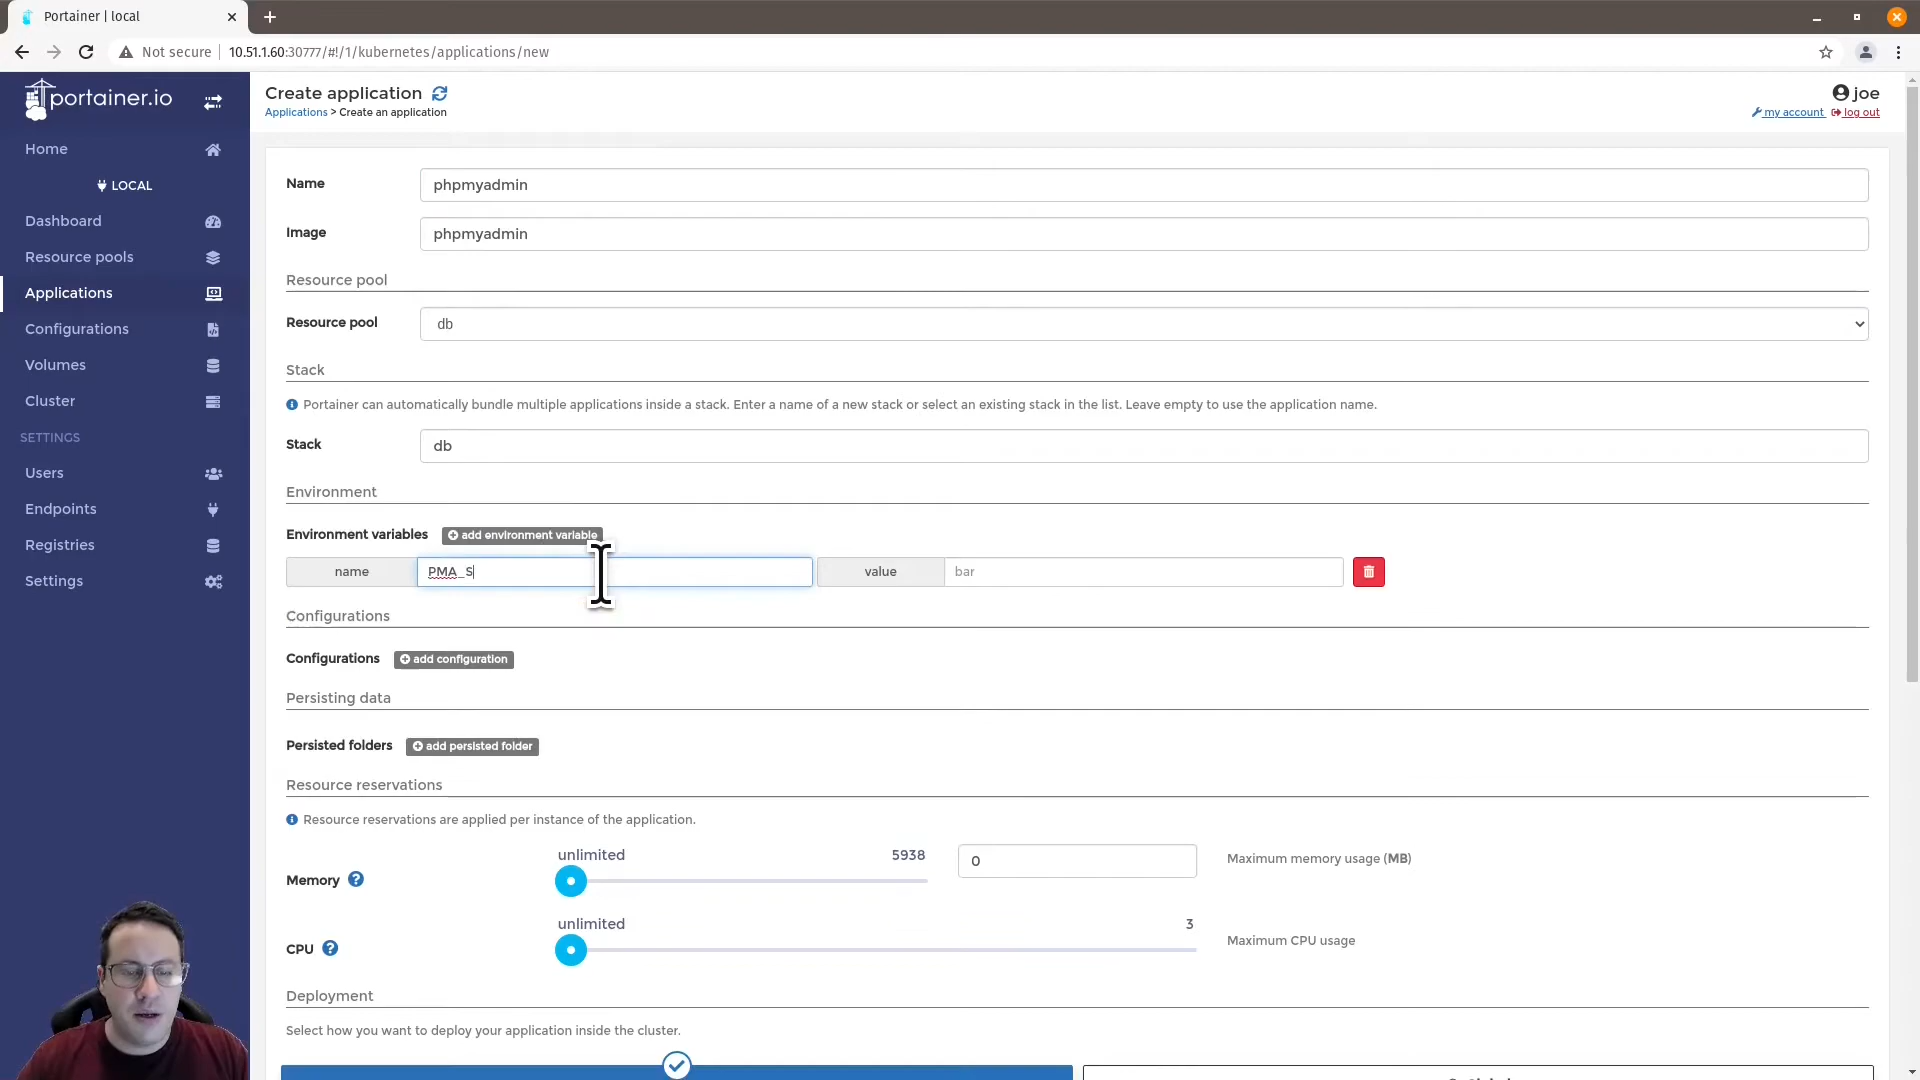 Portainer | local
Not secure
10.51.1.60:30777/#!/1/kubernetes/applications/new
portainer.io
Home
LOCAL
Dashboard
Resource pools
Applications
Configurations
Volumes
Cluster
SETTINGS
Users
Endpoints
Registries
Settings
Create application
Applications > Create an application
joe
my account log out
Name phpmyadmin
Image phpmyadmin
Resource pool
Resource pool db
Stack
Portainer can automatically bundle multiple applications inside a stack. Enter a name of a new stack or select an existing stack in the list. Leave empty to use the application name.
Stack db
Environment
Environment variables add environment variable
name PMA_S value bar
Configurations
Configurations add configuration
Persisting data
Persisted folders add persisted folder
Resource reservations
Resource reservations are applied per instance of the application.
unlimited 5938
Memory 0 Maximum memory usage (MB)
unlimited 3
CPU Maximum CPU usage
Deployment
Select how you want to deploy your application inside the cluster.